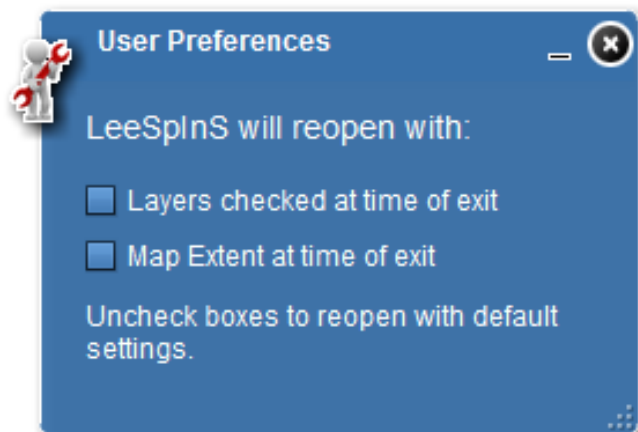 User Preferences
LeeSpInS will reopen with:
Layers checked at time of exit
Map Extent at time of exit
Uncheck boxes to reopen with default
settings.